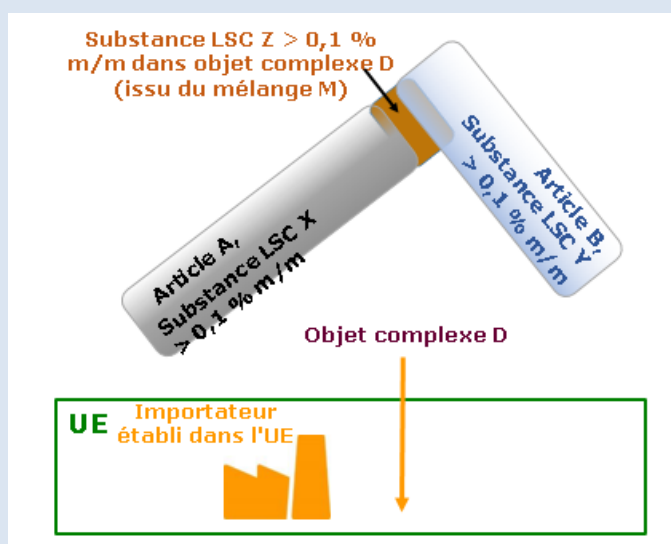 Substance LSC Z > 0,1 %
m/m dans objet complexe D
(issu du mélange M)
Article A,
Substance LSC X
> 0,1 % m/m
Article B,
Substance LSC Y
> 0,1 % m/m
Objet complexe D
UE
Importateur
établi dans l'UE